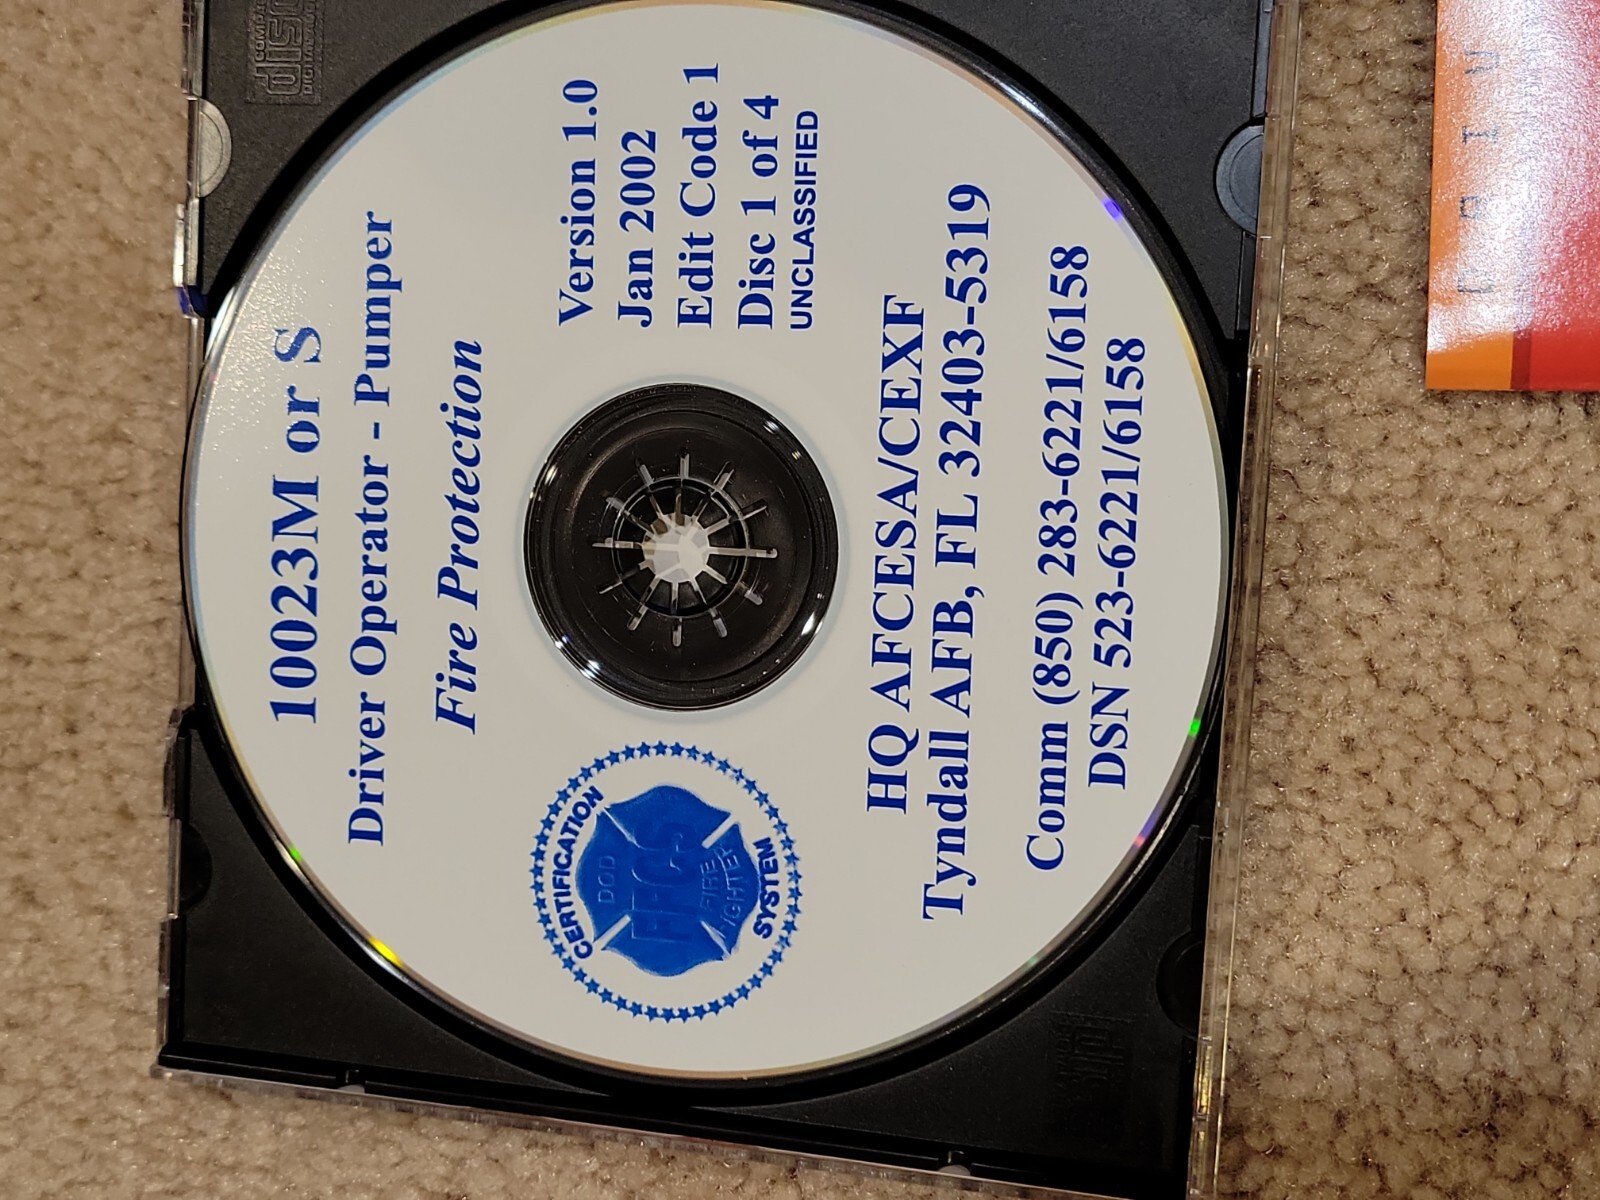 10023M or S
Driver Operator - Pumper
Fire Protection
CERTIFICATION
DOD
FFCS
FIRE
FIGHTER
SYSTEM
Version 1.0
Jan 2002
Edit Code 1
Disc 1 of 4
UNCLASSIFIED
HQ AFCESA/CEXF
Tyndall AFB, FL 32403-5319
Comm (850) 283-6221/6158
DSN 523-6221/6158
COMPACT
disc